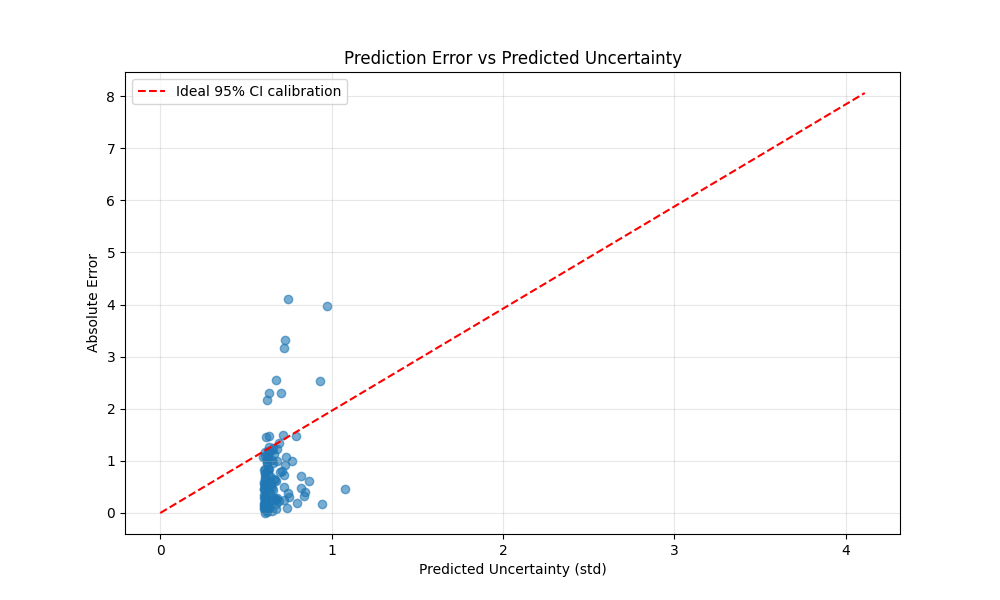 Prediction Error vs Predicted Uncertainty
Ideal 95% CI calibration
Absolute Error
8
7
6
5
4
3
2
1
0
0 1 2 3 4
Predicted Uncertainty (std)